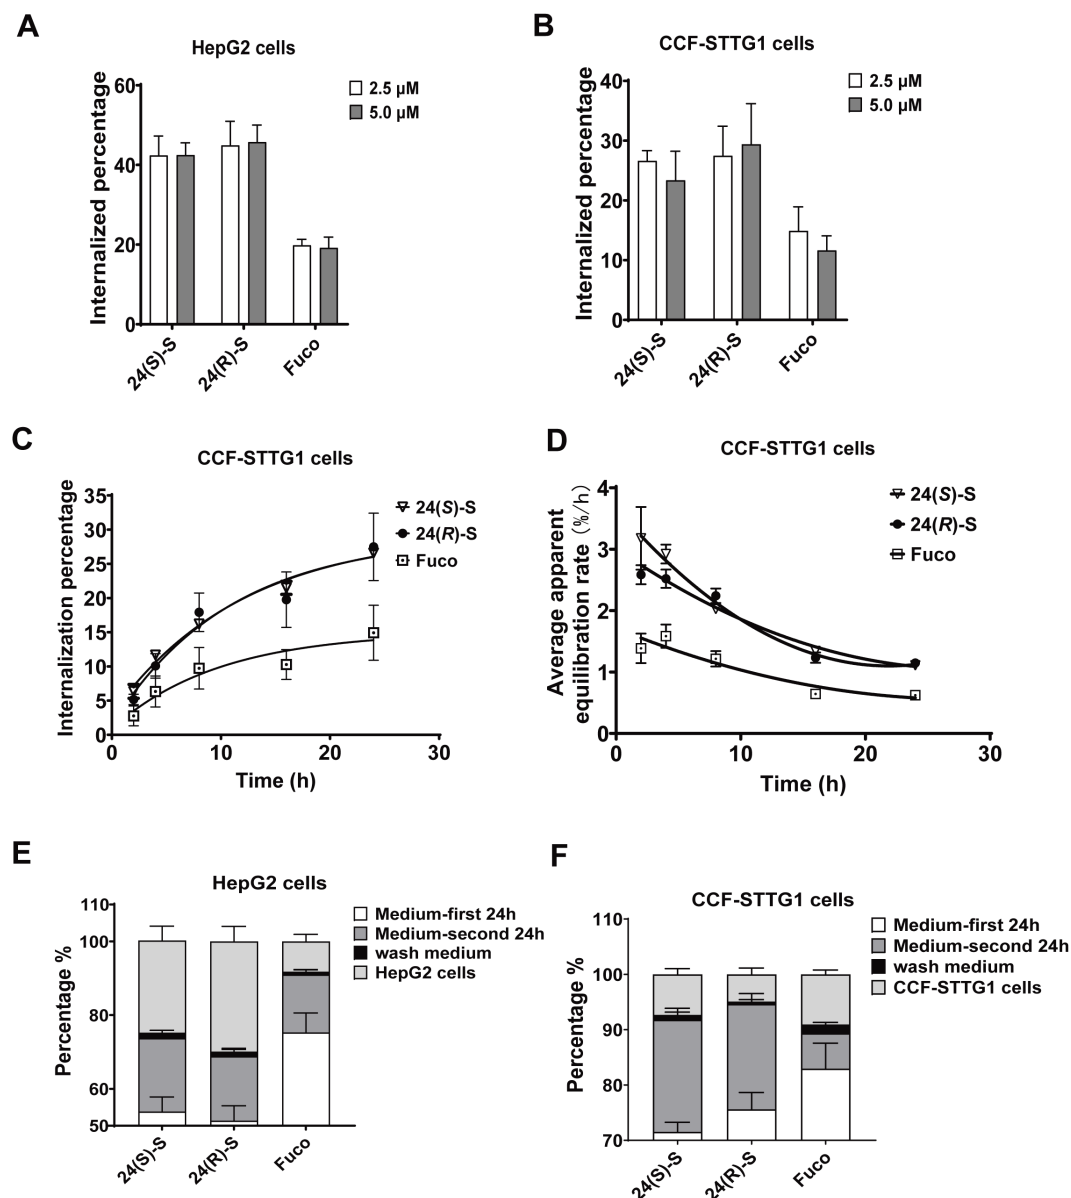 A
HepG2 cells
Internalized percentage
60
40
20
0
2.5 µM
5.0 µM
24(S)-S
24(R)-S
Fuco
B
CCF-STTG1 cells
Internalized percentage
40
30
20
10
0
2.5 µM
5.0 µM
24(S)-S
24(R)-S
Fuco
C
CCF-STTG1 cells
Internalization percentage
35
30
25
20
15
10
5
0
0
10
20
30
Time (h)
24(S)-S
24(R)-S
Fuco
D
CCF-STTG1 cells
Average apparent
equilibration rate (%/h)
4
3
2
1
0
0
10
20
30
Time (h)
24(S)-S
24(R)-S
Fuco
E
HepG2 cells
Percentage %
110
100
80
60
50
Medium-first 24h
Medium-second 24h
wash medium
HepG2 cells
24(S)-S
24(R)-S
Fuco
F
CCF-STTG1 cells
Percentage %
110
100
90
80
70
Medium-first 24h
Medium-second 24h
wash medium
CCF-STTG1 cells
24(S)-S
24(R)-S
Fuco